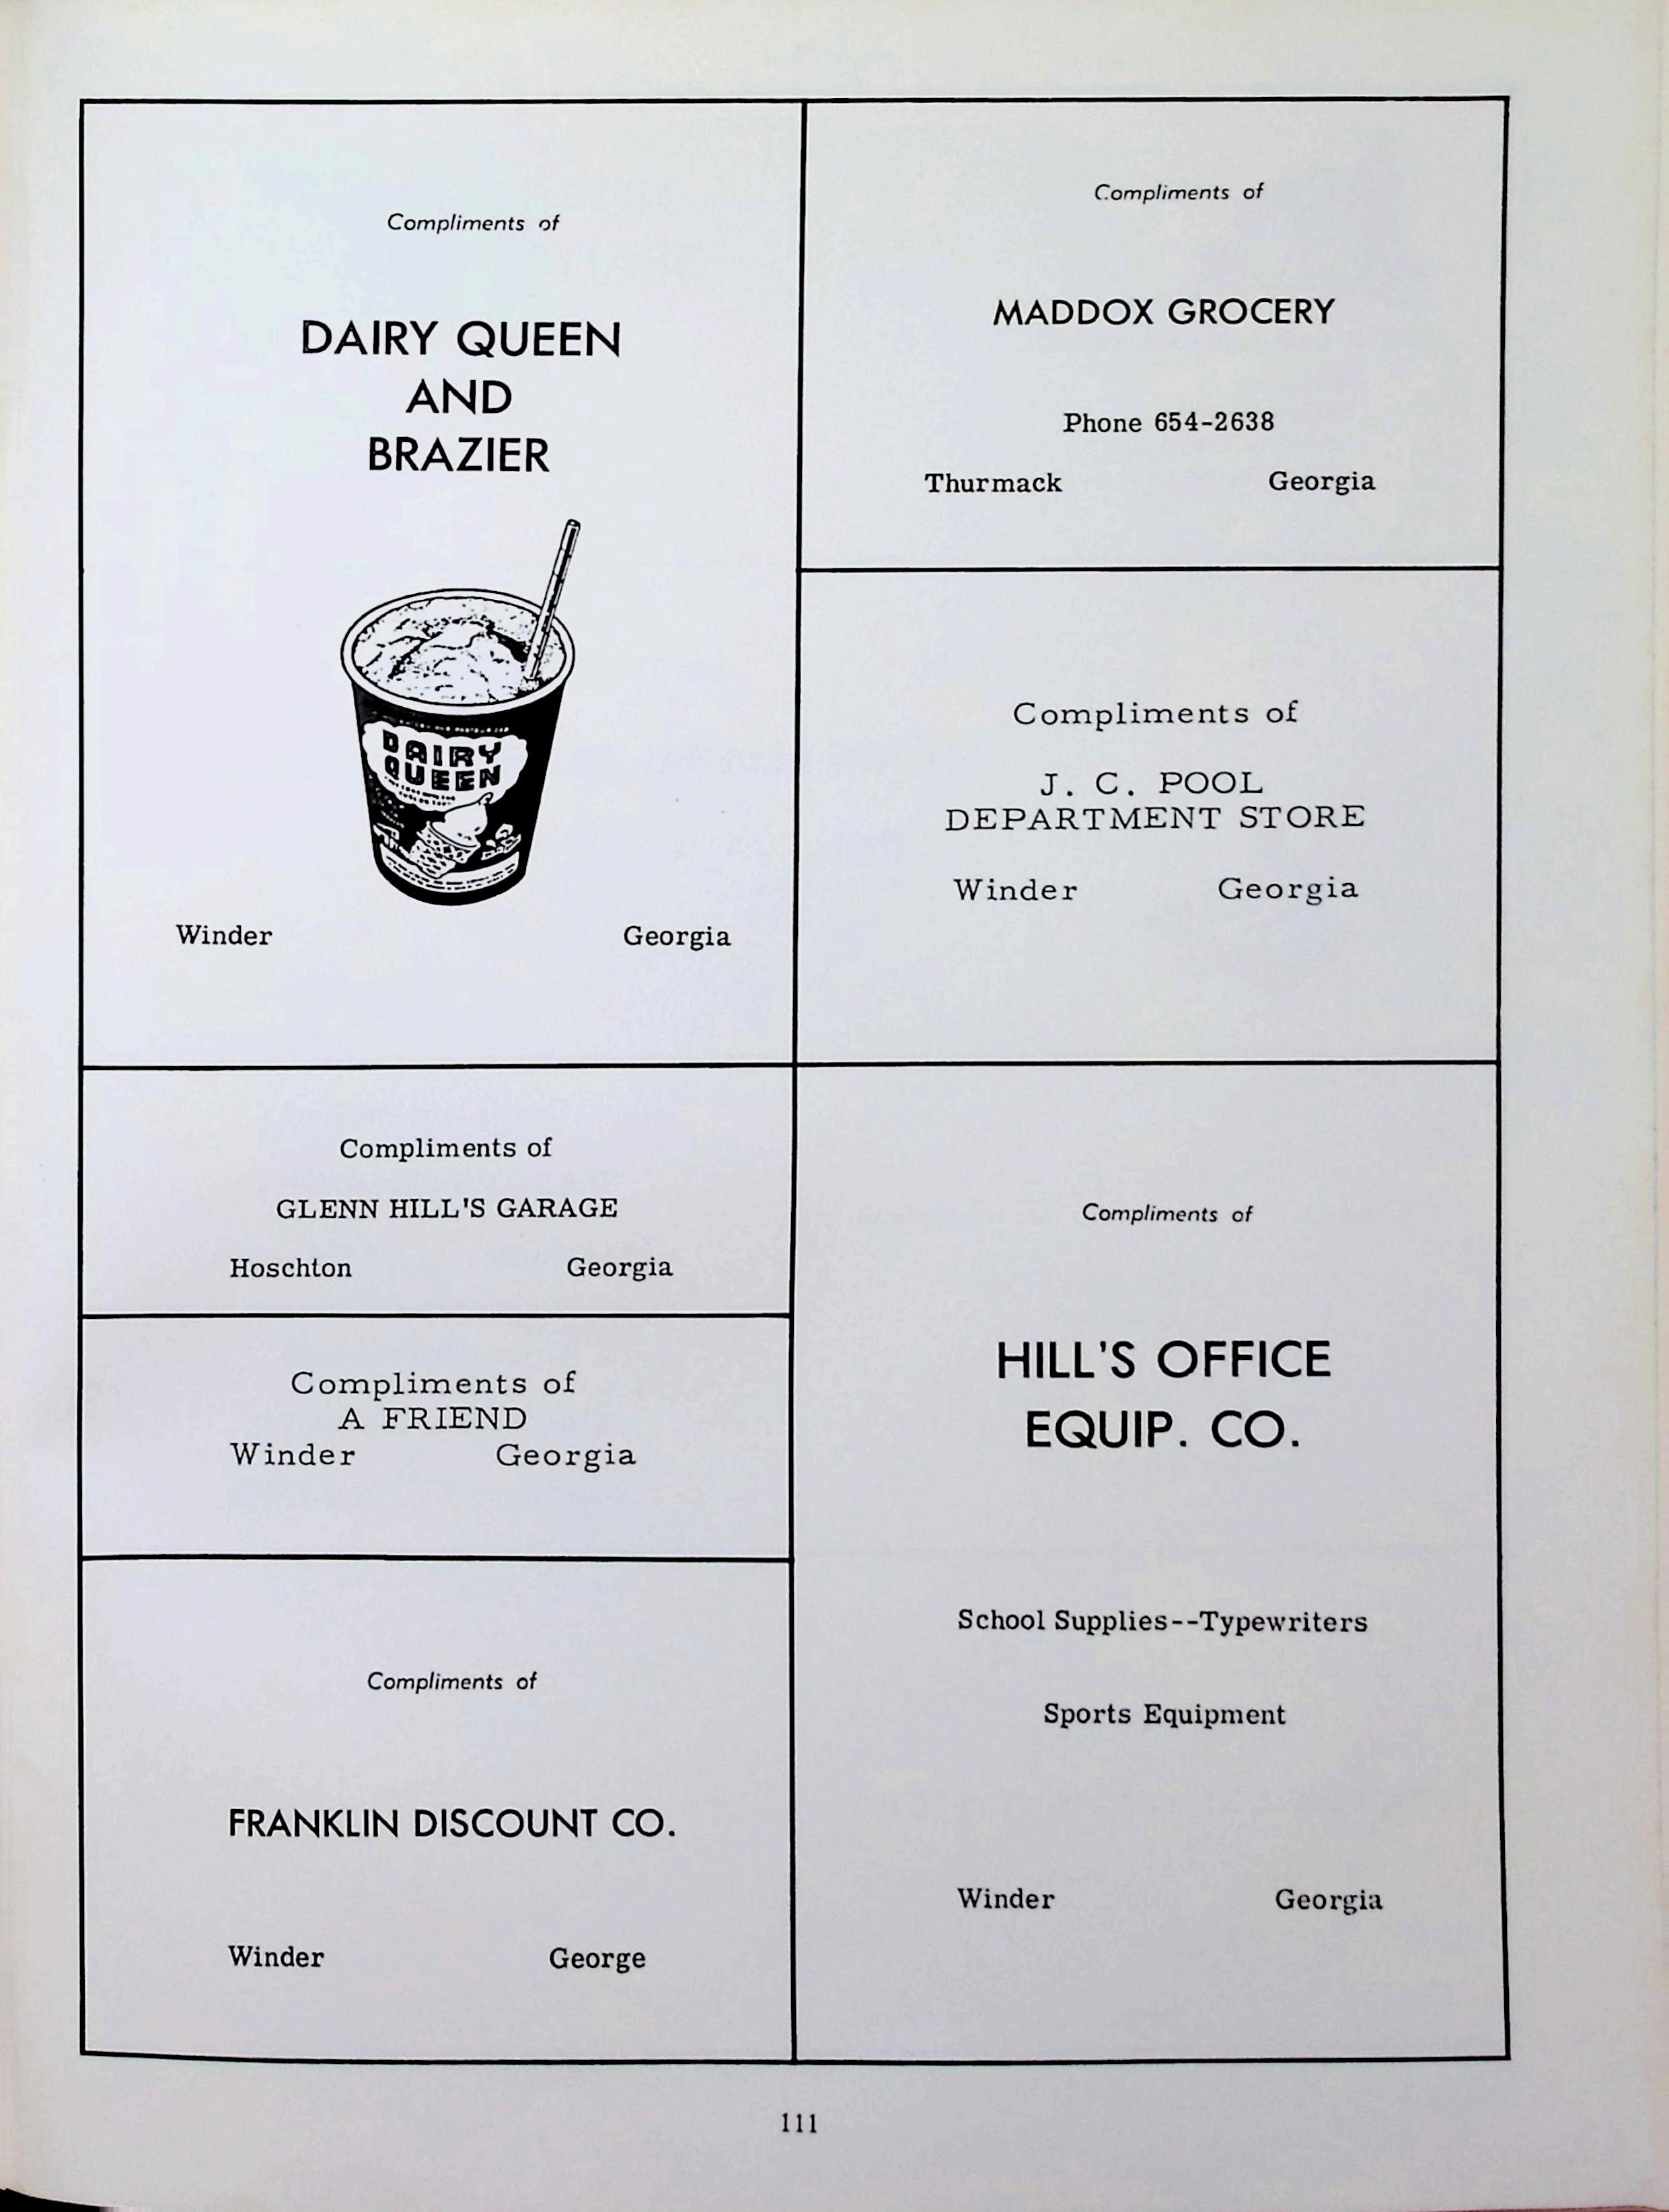 Compliments of
DAIRY QUEEN
AND
BRAZIER
DAIRY
QUEEN
Winder Georgia
Compliments of
MADDOX GROCERY
Phone 654-2638
Thurmack Georgia
Compliments of
J. C. POOL
DEPARTMENT STORE
Winder Georgia
Compliments of
GLENN HILL'S GARAGE
Hoschton Georgia
Compliments of
A FRIEND
Winder Georgia
Compliments of
FRANKLIN DISCOUNT CO.
Winder George
Compliments of
HILL'S OFFICE
EQUIP. CO.
School Supplies--Typewriters
Sports Equipment
Winder Georgia
111